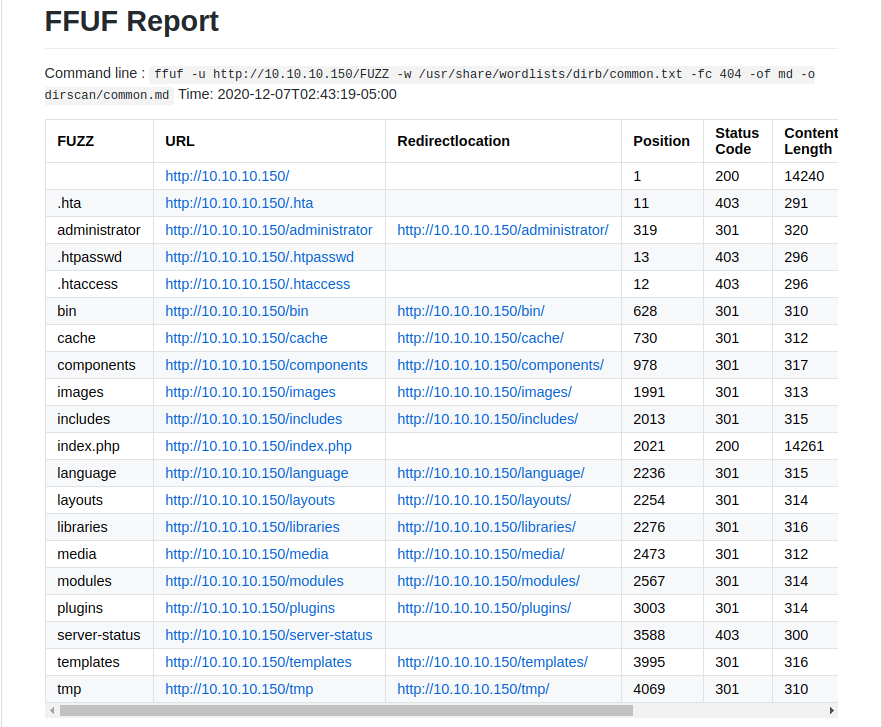 FFUF Report
Command line : ffuf -u http://10.10.10.150/FUZZ -w /usr/share/wordlists/dirb/common.txt -fc 404 -of md -o
dirscan/common.md Time: 2020-12-07T02:43:19-05:00
FUZZ URL Redirectlocation Position Status Code Content Length
http://10.10.10.150/ 1 200 14240
.hta http://10.10.10.150/.hta 11 403 291
administrator http://10.10.10.150/administrator http://10.10.10.150/administrator/ 319 301 320
.htpasswd http://10.10.10.150/.htpasswd 13 403 296
.htaccess http://10.10.10.150/.htaccess 12 403 296
bin http://10.10.10.150/bin http://10.10.10.150/bin/ 628 301 310
cache http://10.10.10.150/cache http://10.10.10.150/cache/ 730 301 312
components http://10.10.10.150/components http://10.10.10.150/components/ 978 301 317
images http://10.10.10.150/images http://10.10.10.150/images/ 1991 301 313
includes http://10.10.10.150/includes http://10.10.10.150/includes/ 2013 301 315
index.php http://10.10.10.150/index.php 2021 200 14261
language http://10.10.10.150/language http://10.10.10.150/language/ 2236 301 315
layouts http://10.10.10.150/layouts http://10.10.10.150/layouts/ 2254 301 314
libraries http://10.10.10.150/libraries http://10.10.10.150/libraries/ 2276 301 316
media http://10.10.10.150/media http://10.10.10.150/media/ 2473 301 312
modules http://10.10.10.150/modules http://10.10.10.150/modules/ 2567 301 314
plugins http://10.10.10.150/plugins http://10.10.10.150/plugins/ 3003 301 314
server-status http://10.10.10.150/server-status 3588 403 300
templates http://10.10.10.150/templates http://10.10.10.150/templates/ 3995 301 316
tmp http://10.10.10.150/tmp http://10.10.10.150/tmp/ 4069 301 310